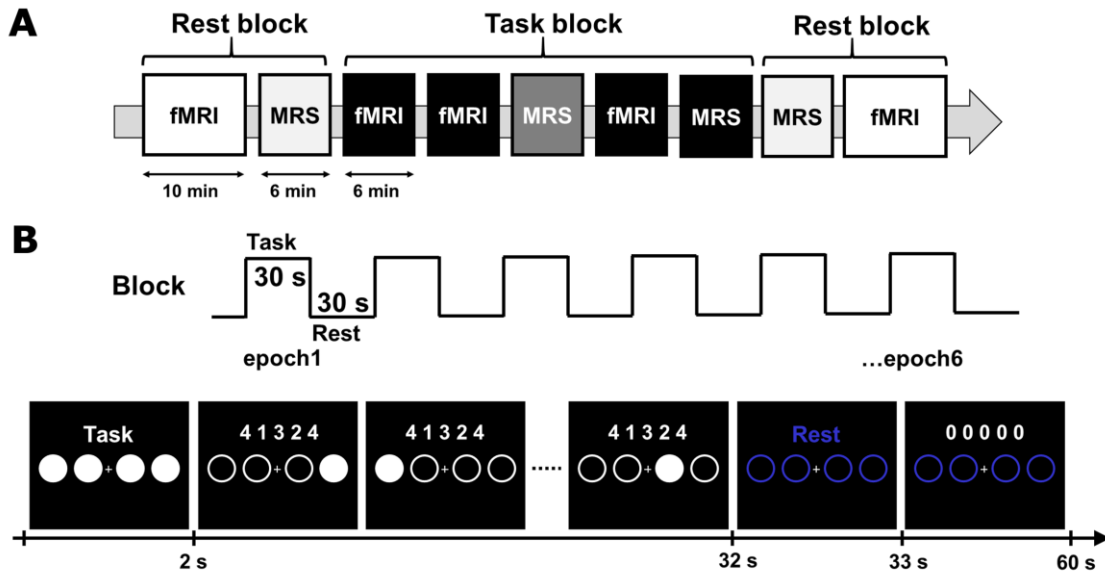 A
Rest block
Task block
Rest block
fMRI
MRS
fMRI
fMRI
MRS
fMRI
MRS
MRS
fMRI
10 min
6 min
6 min
B
Block
Task
30 s
30 s
Rest
epoch1
...epoch6
Task
+
4 1 3 2 4
+
4 1 3 2 4
+
.....
4 1 3 2 4
+
Rest
+
0 0 0 0 0
+
2 s
32 s
33 s
60 s